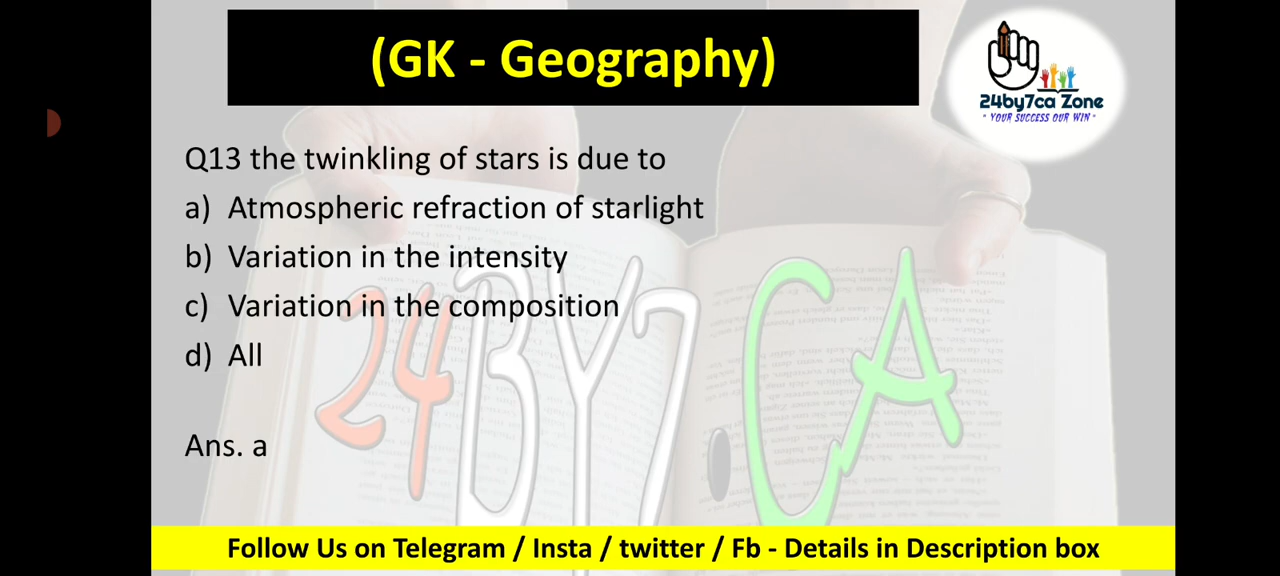 (GK - Geography)
24by7ca Zone
" YOUR SUCCESS OUR WIN "
Q13 the twinkling of stars is due to
a) Atmospheric refraction of starlight
b) Variation in the intensity
c) Variation in the composition
d) All
Ans. a
24BY7.CA
Follow Us on Telegram / Insta / twitter / Fb - Details in Description box